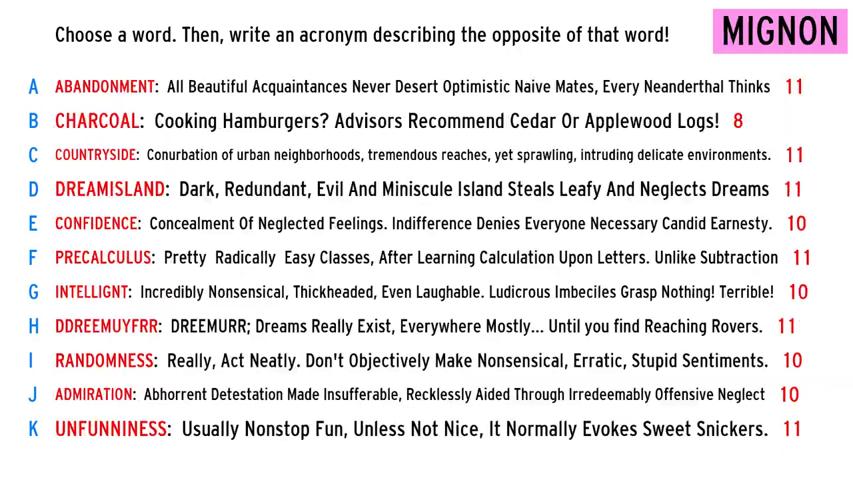 Choose a word. Then, write an acronym describing the opposite of that word!
MIGNON
A ABANDONMENT: All Beautiful Acquaintances Never Desert Optimistic Naive Mates, Every Neanderthal Thinks 11
B CHARCOAL: Cooking Hamburgers? Advisors Recommend Cedar Or Applewood Logs! 8
C COUNTRYSIDE: Conurbation of urban neighborhoods, tremendous reaches, yet sprawling, intruding delicate environments. 11
D DREAMISLAND: Dark, Redundant, Evil And Miniscule Island Steals Leafy And Neglects Dreams 11
E CONFIDENCE: Concealment Of Neglected Feelings. Indifference Denies Everyone Necessary Candid Earnesty. 10
F PRECALCULUS: Pretty Radically Easy Classes, After Learning Calculation Upon Letters. Unlike Subtraction 11
G INTELLIGNT: Incredibly Nonsensical, Thickheaded, Even Laughable. Ludicrous Imbeciles Grasp Nothing! Terrible! 10
H DDREEMUYFRR: DREEMURR; Dreams Really Exist, Everywhere Mostly... Until you find Reaching Rovers. 11
I RANDOMNESS: Really, Act Neatly. Don't Objectively Make Nonsensical, Erratic, Stupid Sentiments. 10
J ADMIRATION: Abhorrent Detestation Made Insufferable, Recklessly Aided Through Irredeemably Offensive Neglect 10
K UNFUNNINESS: Usually Nonstop Fun, Unless Not Nice, It Normally Evokes Sweet Snickers. 11